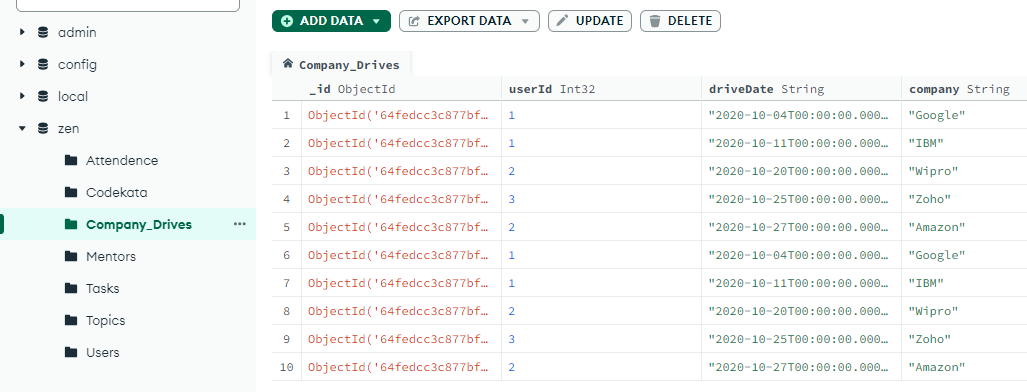 ADD DATA EXPORT DATA UPDATE DELETE
admin
config
local
zen
Attendence
Codekata
Company_Drives •••
Mentors
Tasks
Topics
Users
Company_Drives
_id ObjectId userId Int32 driveDate String company String
1 ObjectId('64fedcc3c877bf… 1 "2020-10-04T00:00:00.000… "Google"
2 ObjectId('64fedcc3c877bf… 1 "2020-10-11T00:00:00.000… "IBM"
3 ObjectId('64fedcc3c877bf… 2 "2020-10-20T00:00:00.000… "Wipro"
4 ObjectId('64fedcc3c877bf… 3 "2020-10-25T00:00:00.000… "Zoho"
5 ObjectId('64fedcc3c877bf… 2 "2020-10-27T00:00:00.000… "Amazon"
6 ObjectId('64fedcc3c877bf… 1 "2020-10-04T00:00:00.000… "Google"
7 ObjectId('64fedcc3c877bf… 1 "2020-10-11T00:00:00.000… "IBM"
8 ObjectId('64fedcc3c877bf… 2 "2020-10-20T00:00:00.000… "Wipro"
9 ObjectId('64fedcc3c877bf… 3 "2020-10-25T00:00:00.000… "Zoho"
10 ObjectId('64fedcc3c877bf… 2 "2020-10-27T00:00:00.000… "Amazon"